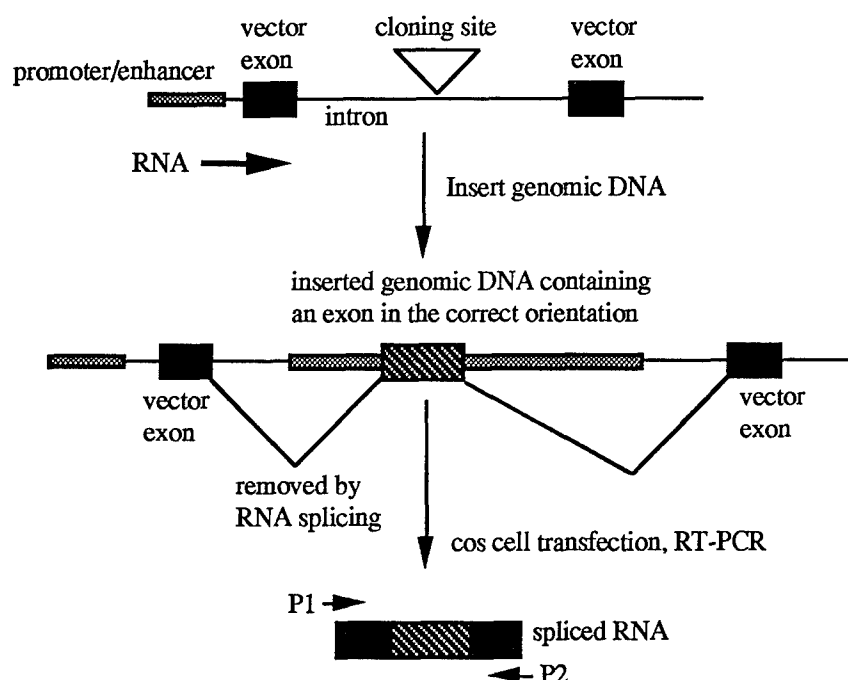 cloning site
vector
exon
vector
exon
promoter/enhancer
intron
RNA
Insert genomic DNA
inserted genomic DNA containing
an exon in the correct orientation
vector
exon
vector
exon
removed by
RNA splicing
cos cell transfection, RT-PCR
P1
spliced RNA
P2